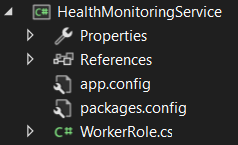 C# HealthMonitoringService
Properties
References
app.config
packages.config
C# WorkerRole.cs